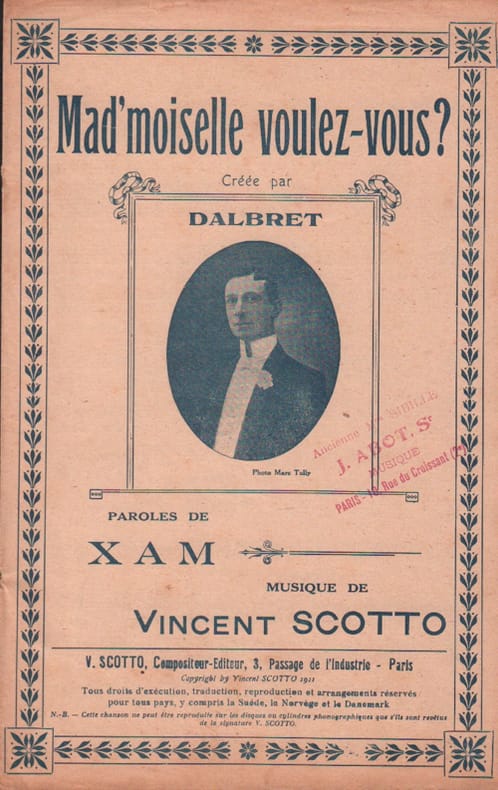 Mad'moiselle voulez-vous?
Créée par
DALBRET
Photo Marc Tully
Ancienne
J. ABOT, Sr
MUSIQUE
PARIS - Rue du Croissant
PAROLES DE
XAM
MUSIQUE DE
VINCENT SCOTTO
V. SCOTTO, Compositeur-Editeur, 3, Passage de l'Industrie - Paris
Copyright by Vincent SCOTTO 1911
Tous droits d'exécution, traduction, reproduction et arrangements réservés
pour tous pays, y compris la Suède, la Norvège et le Danemark
N.-B. — Cette chanson ne peut être reproduite sur les disques ou cylindres phonographiques que s'ils sont revêtus
de la signature V. SCOTTO.